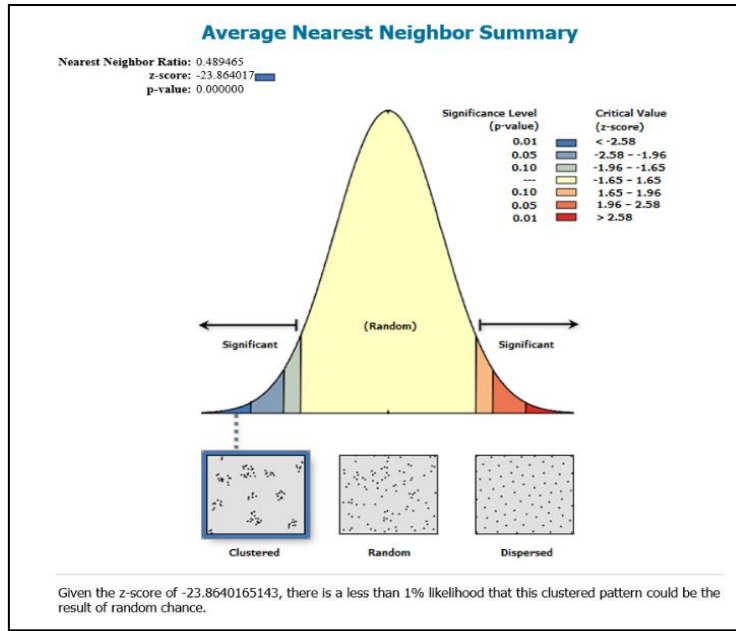 Average Nearest Neighbor Summary
Nearest Neighbor Ratio: 0.489465
z-score: -23.864017
p-value: 0.000000
Significance Level (p-value) Critical Value (z-score)
0.01 < -2.58
0.05 -2.58 - -1.96
0.10 -1.96 - -1.65
--- -1.65 - 1.65
0.10 1.65 - 1.96
0.05 1.96 - 2.58
0.01 > 2.58
(Random)
Significant Significant
Clustered Random Dispersed
Given the z-score of -23.8640165143, there is a less than 1% likelihood that this clustered pattern could be the
result of random chance.